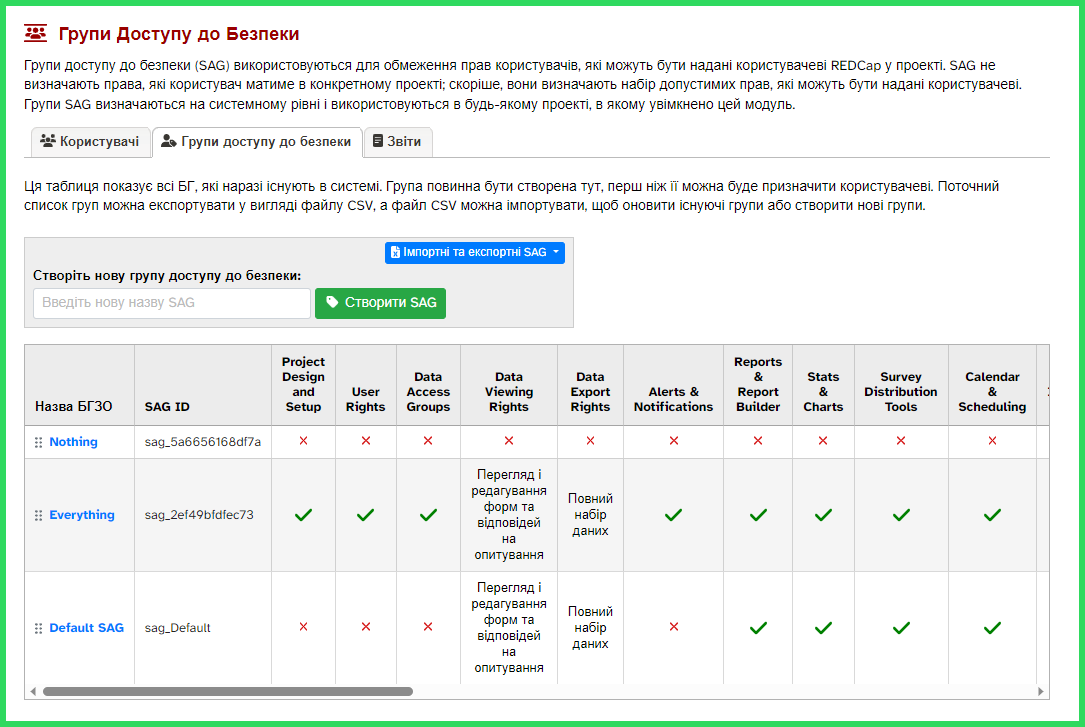 Групи Доступу до Безпеки
Групи доступу до безпеки (SAG) використовуються для обмеження прав користувачів, які можуть бути надані користувачеві REDCap у проекті. SAG не
визначають права, які користувач матиме в конкретному проекті; скоріше, вони визначають набір допустимих прав, які можуть бути надані користувачеві.
Групи SAG визначаються на системному рівні і використовуються в будь-якому проекті, в якому увімкнено цей модуль.
Користувачі
Групи доступу до безпеки
Звіти
Ця таблиця показує всі БГ, які наразі існують в системі. Група повинна бути створена тут, перш ніж її можна буде призначити користувачеві. Поточний
список груп можна експортувати у вигляді файлу CSV, а файл CSV можна імпортувати, щоб оновити існуючі групи або створити нові групи.
Імпортні та експортні SAG
Створіть нову групу доступу до безпеки:
Введіть нову назву SAG
Створити SAG
Назва БГЗО
SAG ID
Project
Design
and
Setup
User
Rights
Data
Access
Groups
Data
Viewing
Rights
Data
Export
Rights
Alerts &
Notifications
Reports
&
Report
Builder
Stats
&
Charts
Survey
Distribution
Tools
Calendar
&
Scheduling
Nothing
sag_5a6656168df7a
Everything
sag_2ef49bfdfec73
Перегляд і
редагування
форм та
відповідей
на
опитування
Повний
набір
даних
Default SAG
sag_Default
Перегляд і
редагування
форм та
відповідей
на
опитування
Повний
набір
даних